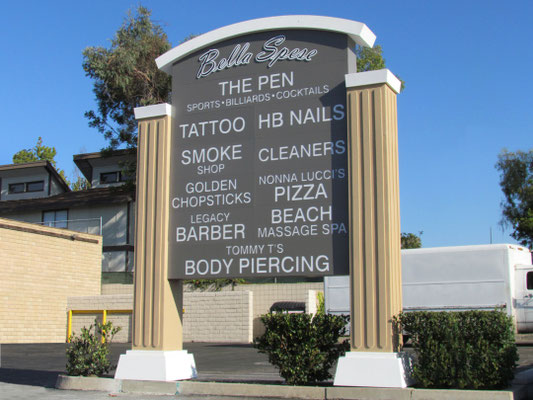 Bella Spese
THE PEN
SPORTS•BILLIARDS•COCKTAILS
TATTOO
HB NAILS
SMOKE
SHOP
CLEANERS
GOLDEN
CHOPSTICKS
NONNA LUCCI'S
PIZZA
LEGACY
BARBER
BEACH
MASSAGE SPA
TOMMY T'S
BODY PIERCING